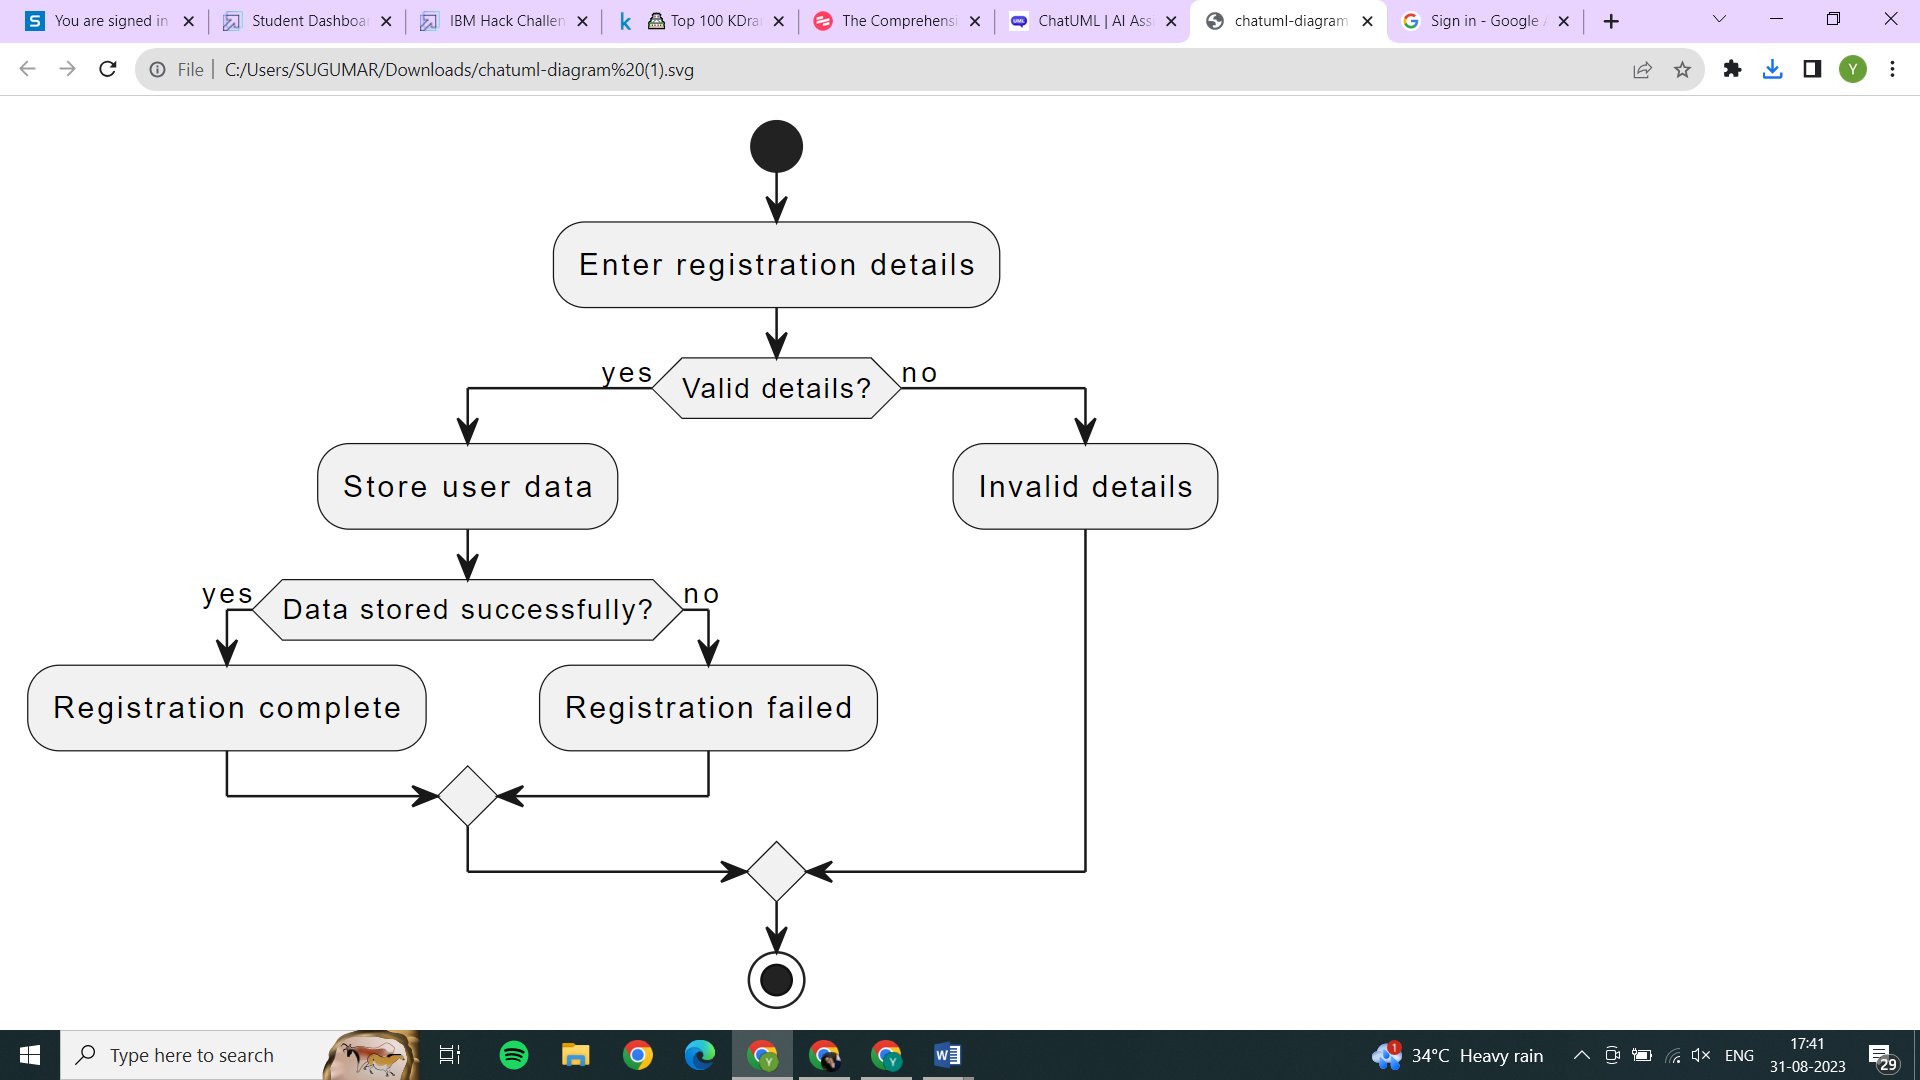 You are signed in
Student Dashboa
IBM Hack Challen
Top 100 KDra
The Comprehensi
ChatUML | AI Ass
chatuml-diagram
Sign in - Google A
File
C:/Users/SUGUMAR/Downloads/chatuml-diagram%20(1).svg
Y
Enter registration details
yes
Valid details?
no
Store user data
Invalid details
yes
Data stored successfully?
no
Registration complete
Registration failed
Type here to search
1
34°C Heavy rain
ENG
17:41
31-08-2023
29